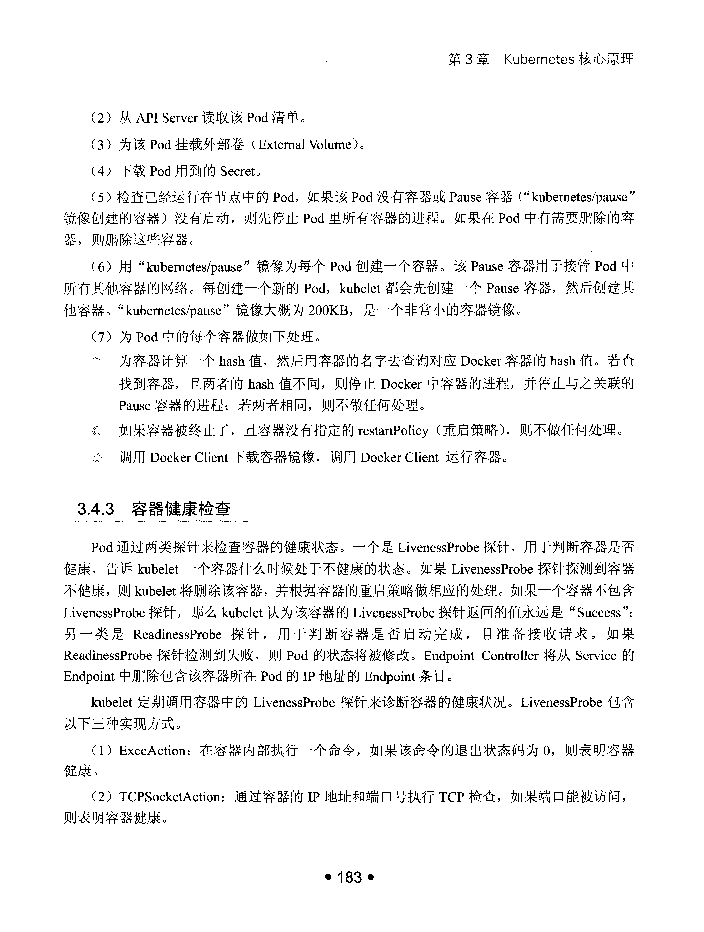 第 3 章 Kubernetes 核心原理
（2）从 API Server 读取该 Pod 清单。
（3）为该 Pod 挂载外部卷（External Volume）。
（4）下载 Pod 用到的 Secret。
（5）检查已经运行在节点中的 Pod，如果该 Pod 没有容器或 Pause 容器（“kubernetes/pause”
镜像创建的容器）没有启动，则先停止 Pod 里所有容器的进程。如果在 Pod 中有需要删除的容
器，则删除这些容器。
（6）用“kubernetes/pause”镜像为每个 Pod 创建一个容器。该 Pause 容器用于接管 Pod 中
所有其他容器的网络。每创建一个新的 Pod，kubelet 都会先创建一个 Pause 容器，然后创建其
他容器。“kubernetes/pause”镜像大概为 200KB，是一个非常小的容器镜像。
（7）为 Pod 中的每个容器做如下处理。
为容器计算一个 hash 值，然后用容器的名字去查询对应 Docker 容器的 hash 值。若查
找到容器，且两者的 hash 值不同，则停止 Docker 中容器的进程，并停止与之关联的
Pause 容器的进程；若两者相同，则不做任何处理。
如果容器被终止了，且容器没有指定的 restartPolicy（重启策略），则不做任何处理。
调用 Docker Client 下载容器镜像，调用 Docker Client 运行容器。
3.4.3 容器健康检查
Pod 通过两类探针来检查容器的健康状态。一个是 LivenessProbe 探针，用于判断容器是否
健康，告诉 kubelet 一个容器什么时候处于不健康的状态。如果 LivenessProbe 探针探测到容器
不健康，则 kubelet 将删除该容器，并根据容器的重启策略做相应的处理。如果一个容器不包含
LivenessProbe 探针，那么 kubelet 认为该容器的 LivenessProbe 探针返回的值永远是“Success”；
另一类是 ReadinessProbe 探针，用于判断容器是否启动完成，且准备接收请求。如果
ReadinessProbe 探针检测到失败，则 Pod 的状态将被修改。Endpoint Controller 将从 Service 的
Endpoint 中删除包含该容器所在 Pod 的 IP 地址的 Endpoint 条目。
kubelet 定期调用容器中的 LivenessProbe 探针来诊断容器的健康状况。LivenessProbe 包含
以下三种实现方式。
（1）ExecAction：在容器内部执行一个命令，如果该命令的退出状态码为 0，则表明容器
健康。
（2）TCPSocketAction：通过容器的 IP 地址和端口号执行 TCP 检查，如果端口能被访问，
则表明容器健康。
• 183 •